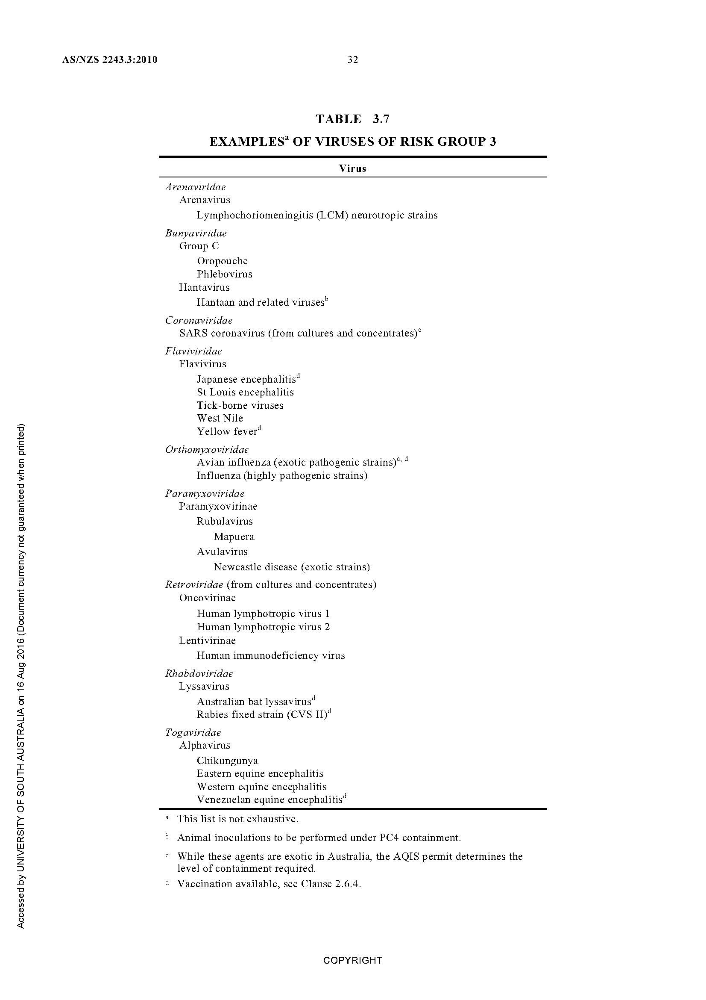 AS/NZS 2243.3:2010
32
TABLE 3.7
EXAMPLESᵃ OF VIRUSES OF RISK GROUP 3
Virus
Arenaviridae
Arenavirus
Lymphochoriomeningitis (LCM) neurotropic strains
Bunyaviridae
Group C
Oropouche
Phlebovirus
Hantavirus
Hantaan and related virusesᵇ
Coronaviridae
SARS coronavirus (from cultures and concentrates)ᶜ
Flaviviridae
Flavivirus
Japanese encephalitisᵈ
St Louis encephalitis
Tick-borne viruses
West Nile
Yellow feverᵈ
Orthomyxoviridae
Avian influenza (exotic pathogenic strains)ᶜ, ᵈ
Influenza (highly pathogenic strains)
Paramyxoviridae
Paramyxovirinae
Rubulavirus
Mapuera
Avulavirus
Newcastle disease (exotic strains)
Retroviridae (from cultures and concentrates)
Oncovirinae
Human lymphotropic virus 1
Human lymphotropic virus 2
Lentivirinae
Human immunodeficiency virus
Rhabdoviridae
Lyssavirus
Australian bat lyssavirusᵈ
Rabies fixed strain (CVS II)ᵈ
Togaviridae
Alphavirus
Chikungunya
Eastern equine encephalitis
Western equine encephalitis
Venezuelan equine encephalitisᵈ
ᵃ This list is not exhaustive.
ᵇ Animal inoculations to be performed under PC4 containment.
ᶜ While these agents are exotic in Australia, the AQIS permit determines the
level of containment required.
ᵈ Vaccination available, see Clause 2.6.4.
Accessed by UNIVERSITY OF SOUTH AUSTRALIA on 16 Aug 2016 (Document currency not guaranteed when printed)
COPYRIGHT